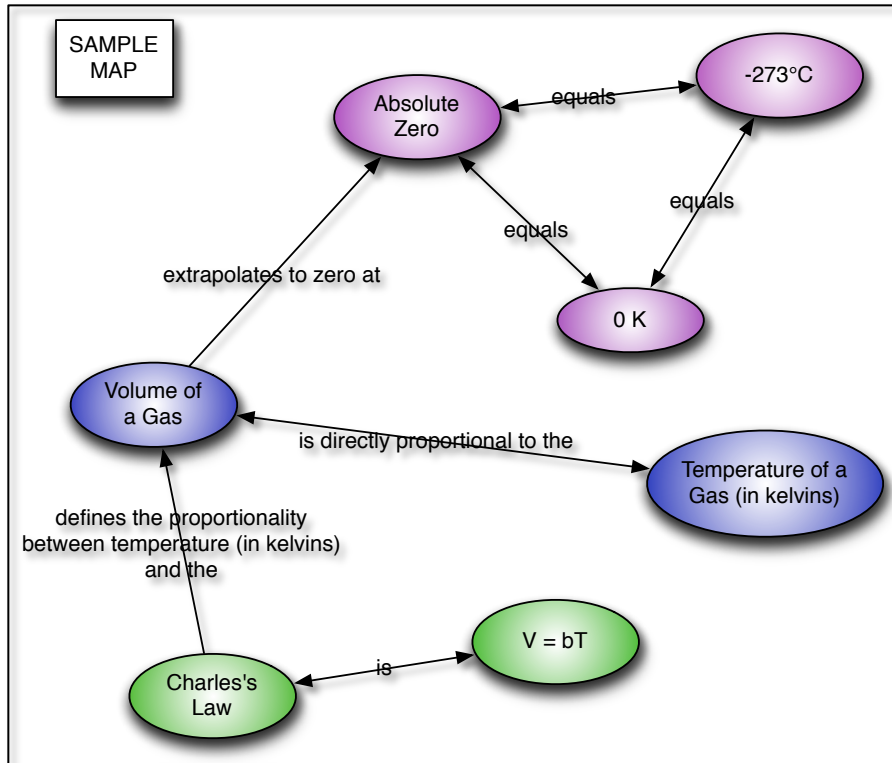 SAMPLE
MAP
Absolute
Zero
equals
-273°C
equals
equals
0 K
extrapolates to zero at
Volume of
a Gas
is directly proportional to the
Temperature of a
Gas (in kelvins)
defines the proportionality
between temperature (in kelvins)
and the
Charles's
Law
is
V = bT